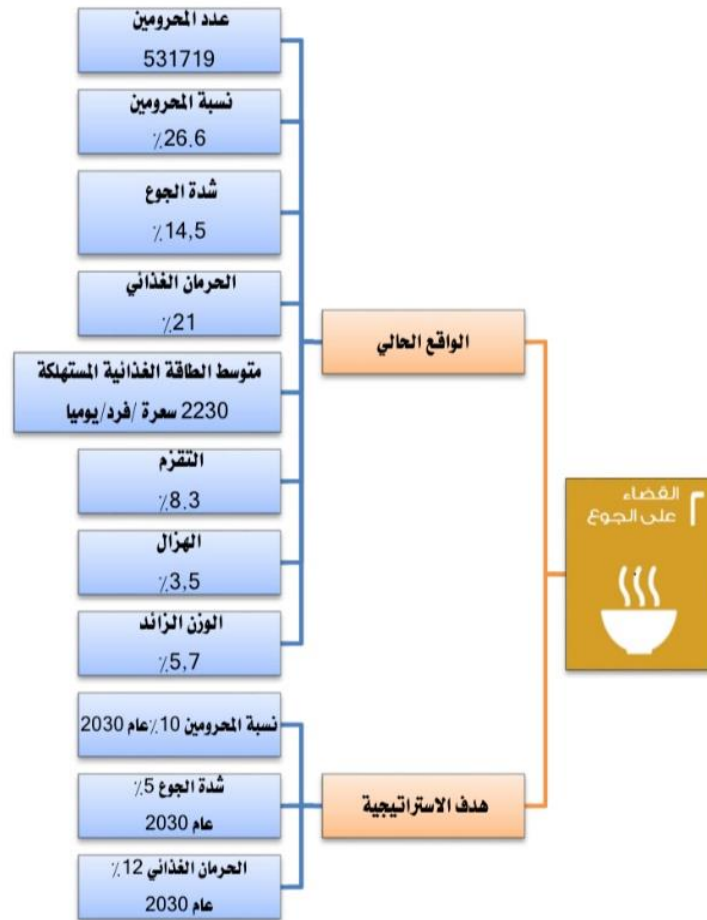 ٢ القضاء
على الجوع
الواقع الحالي
عدد المحرومين
531719
نسبة المحرومين
26.6٪
شدة الجوع
14,5٪
الحرمان الغذائي
21٪
متوسط الطاقة الغذائية المستهلكة
2230 سعرة /فرد/يوميا
التقزم
8.3٪
الهزال
3,5٪
الوزن الزائد
5,7٪
هدف الاستراتيجية
نسبة المحرومين 10٪ عام 2030
شدة الجوع 5٪
عام 2030
الحرمان الغذائي 12٪
عام 2030